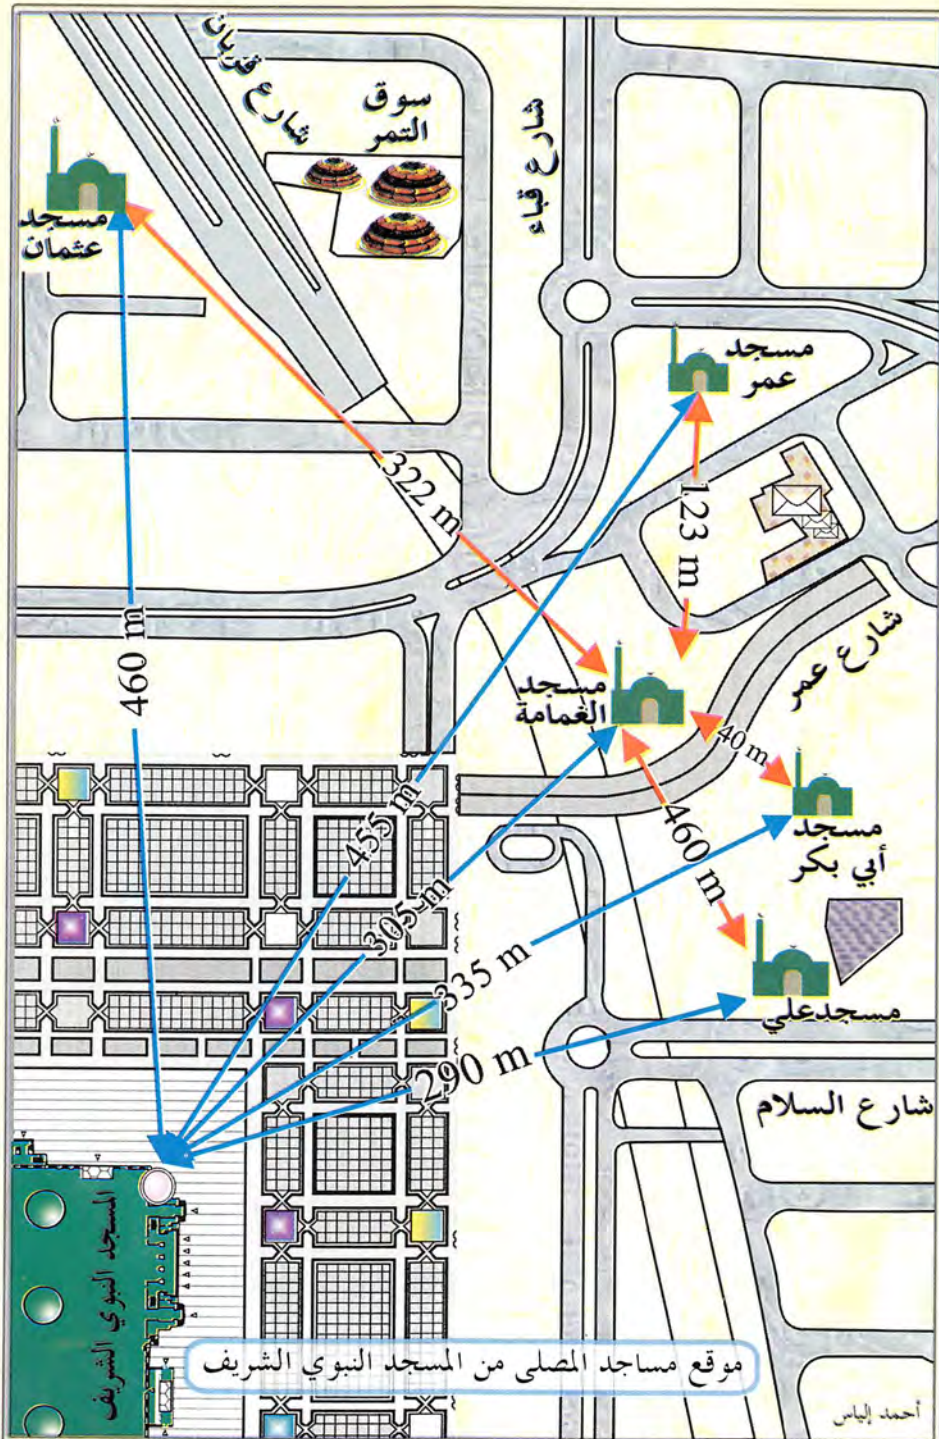 شارع قربان
سوق
التمر
شارع قباء
مسجد
عثمان
مسجد
عمر
322 m
123 m
460 m
شارع عمر
مسجد
الغمامة
40 m
455 m
460 m
مسجد
أبي بكر
305 m
335 m
مسجد علي
290 m
شارع السلام
المسجد النبوي الشريف
موقع مساجد المصلى من المسجد النبوي الشريف
أحمد إلياس